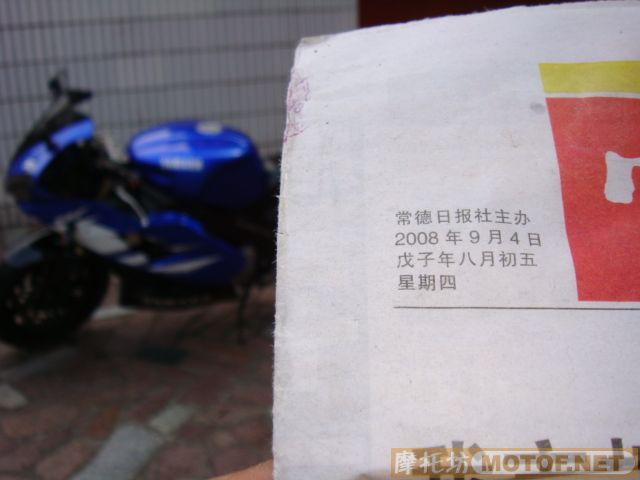 YAMAHA
常德日报社主办
2008年9月4日
戊子年八月初五
星期四
摩托坊 MOTOF.NET